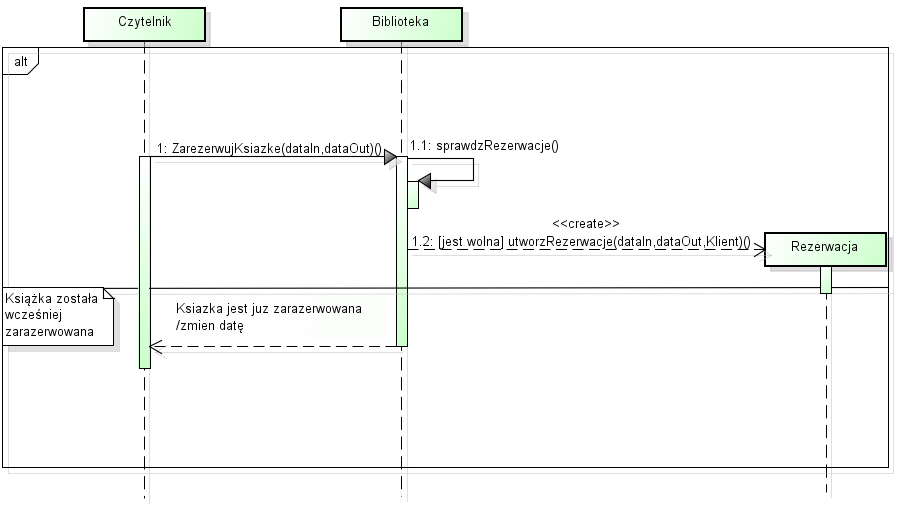 Czytelnik
Biblioteka
alt
1: ZarezerwujKsiazke(dataIn,dataOut)()
1.1: sprawdzRezerwacje()
<<create>>
1.2: [jest wolna] utworzRezerwacje(dataIn,dataOut,Klient)()
Rezerwacja
Książka została
wcześniej
zarazerwowana
Ksiazka jest juz zarazerwowana
/zmien datę